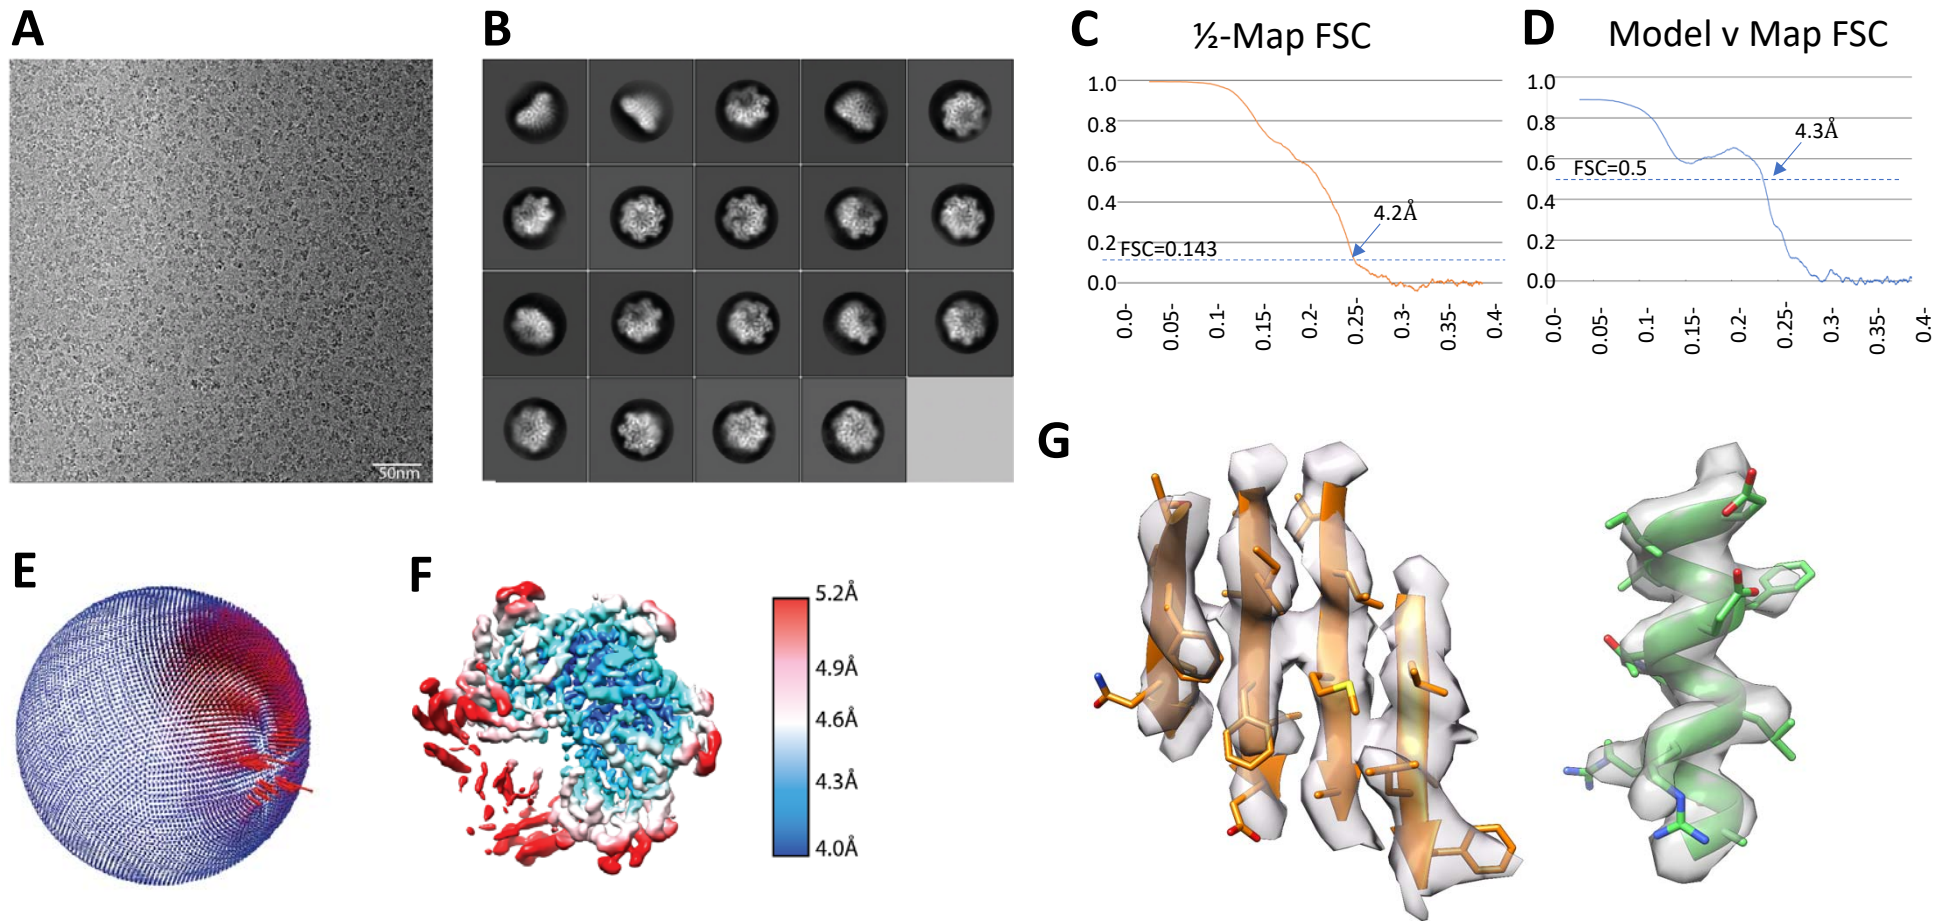 A
50nm
B
C
½-Map FSC
1.0
0.8
0.6
0.4
0.2
0.0
FSC=0.143
4.2Å
0.0-
0.05-
0.1-
0.15-
0.2-
0.25-
0.3-
0.35-
0.4-
D
Model v Map FSC
1.0
0.8
0.6
0.4
0.2
0.0
FSC=0.5
4.3Å
0.0-
0.05-
0.1-
0.15-
0.2-
0.25-
0.3-
0.35-
0.4-
E
F
5.2Å
4.9Å
4.6Å
4.3Å
4.0Å
G